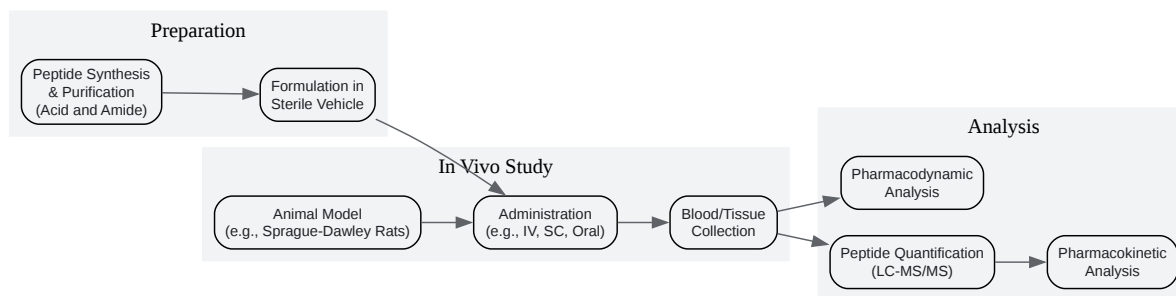 Preparation
Peptide Synthesis
& Purification
(Acid and Amide)
Formulation in
Sterile Vehicle
In Vivo Study
Animal Model
(e.g., Sprague-Dawley Rats)
Administration
(e.g., IV, SC, Oral)
Blood/Tissue
Collection
Analysis
Pharmacodynamic
Analysis
Peptide Quantification
(LC-MS/MS)
Pharmacokinetic
Analysis